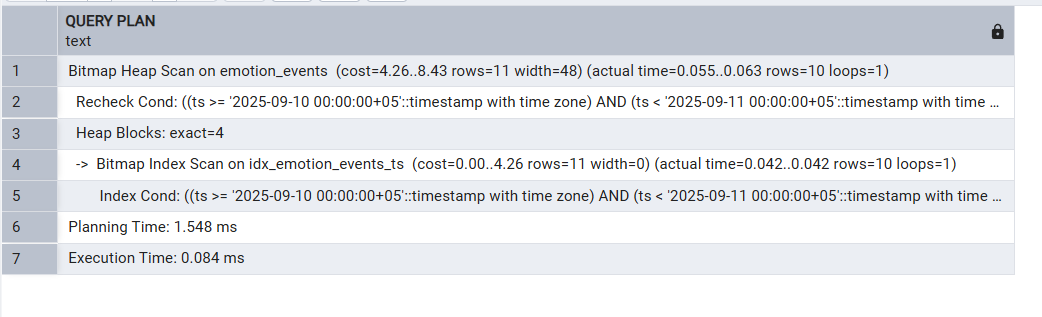 QUERY PLAN
text
1 Bitmap Heap Scan on emotion_events (cost=4.26..8.43 rows=11 width=48) (actual time=0.055..0.063 rows=10 loops=1)
2 Recheck Cond: ((ts >= '2025-09-10 00:00:00+05'::timestamp with time zone) AND (ts < '2025-09-11 00:00:00+05'::timestamp with time ...
3 Heap Blocks: exact=4
4 -> Bitmap Index Scan on idx_emotion_events_ts (cost=0.00..4.26 rows=11 width=0) (actual time=0.042..0.042 rows=10 loops=1)
5 Index Cond: ((ts >= '2025-09-10 00:00:00+05'::timestamp with time zone) AND (ts < '2025-09-11 00:00:00+05'::timestamp with time ...
6 Planning Time: 1.548 ms
7 Execution Time: 0.084 ms